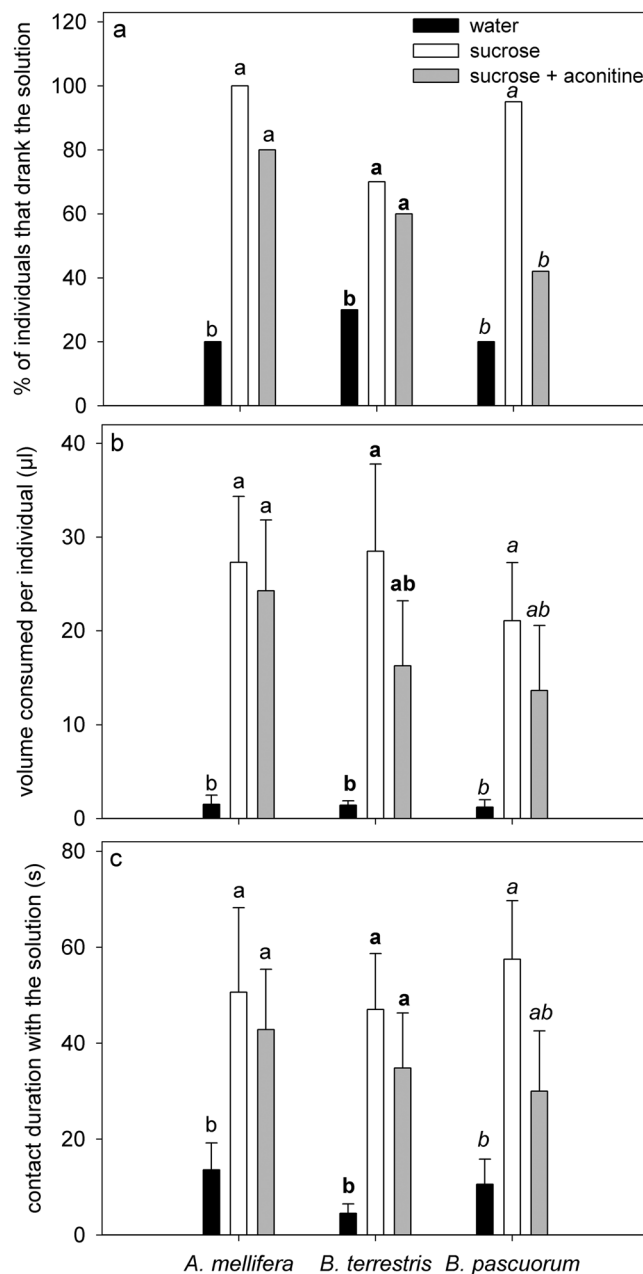 a
water
sucrose
sucrose + aconitine
% of individuals that drank the solution
120
100
80
60
40
20
0
a
a
a
a
a
b
b
b
b
b
volume consumed per individual (µl)
40
30
20
10
0
a
a
a
ab
a
ab
b
b
b
c
contact duration with the solution (s)
80
60
40
20
0
a
a
a
a
a
ab
b
b
b
A. mellifera B. terrestris B. pascuorum